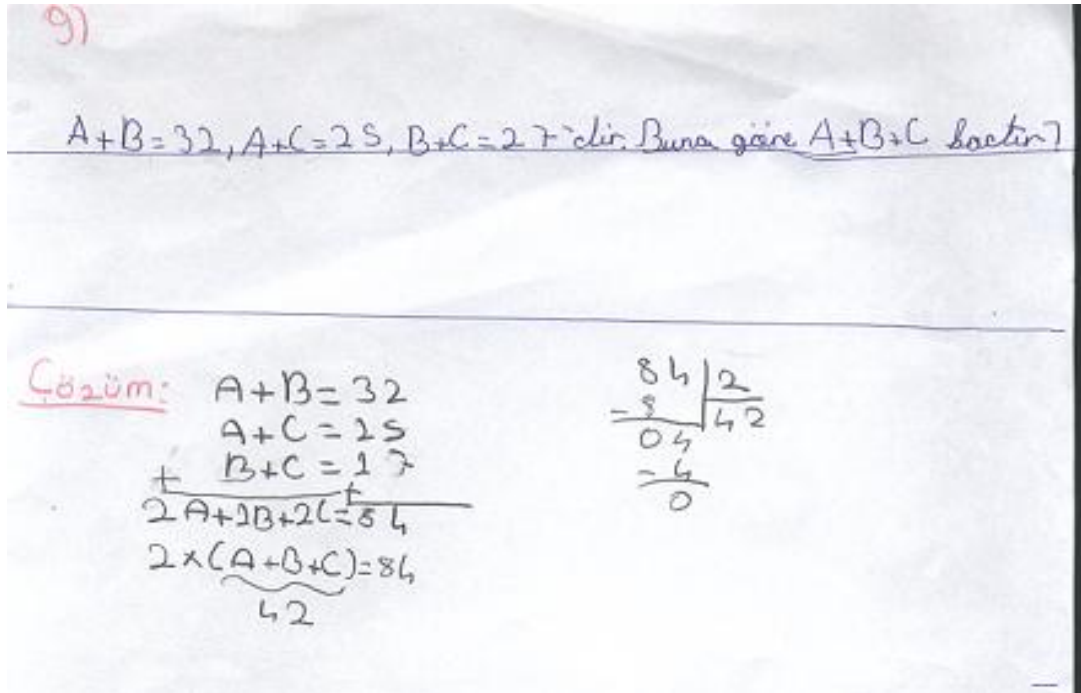 9)
A+B=32, A+C=25, B+C=27'dir. Buna göre A+B+C kaçtır?
Çözüm:
A+B=32
A+C=25
+ B+C=27
2A+2B+2C=84
2x(A+B+C)=84
42
84 | 2
-8 | 42
04
-4
0